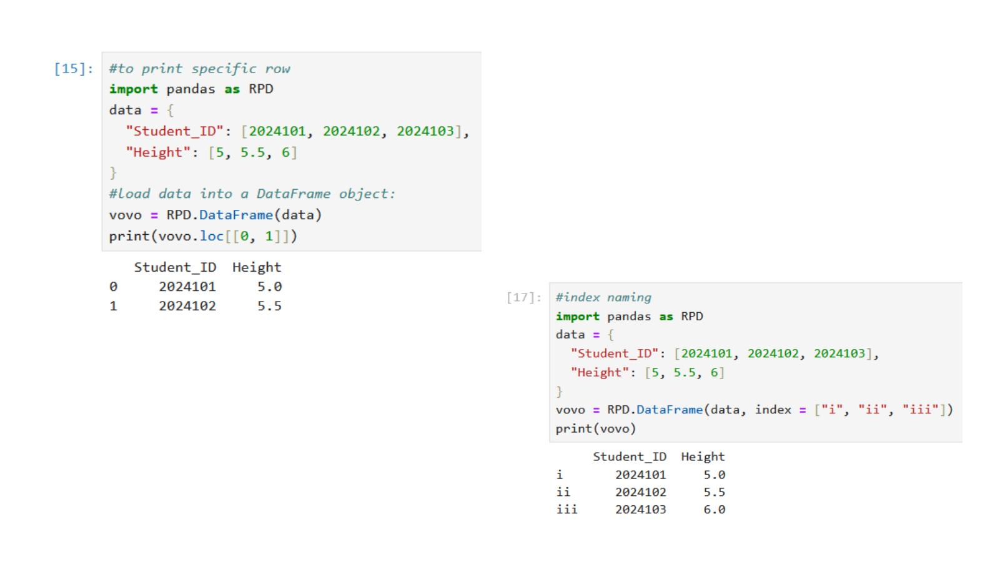 [15]: #to print specific row
import pandas as RPD
data = {
  "Student_ID": [2024101, 2024102, 2024103],
  "Height": [5, 5.5, 6]
}
#load data into a DataFrame object:
vovo = RPD.DataFrame(data)
print(vovo.loc[[0, 1]])
   Student_ID  Height
0     2024101     5.0
1     2024102     5.5
[17]: #index naming
import pandas as RPD
data = {
  "Student_ID": [2024101, 2024102, 2024103],
  "Height": [5, 5.5, 6]
}
vovo = RPD.DataFrame(data, index = ["i", "ii", "iii"])
print(vovo)
     Student_ID  Height
i       2024101     5.0
ii      2024102     5.5
iii     2024103     6.0